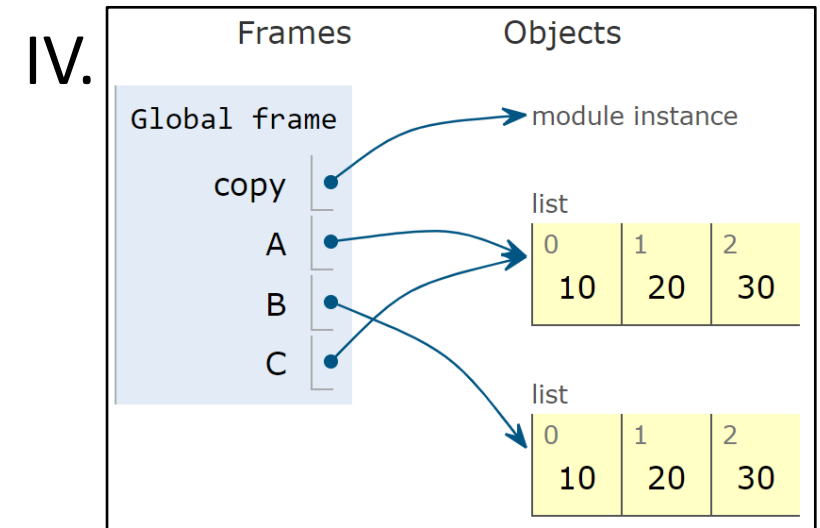 IV.
Frames Objects
Global frame
module instance
copy
list
A
0 1 2
10 20 30
B
C
list
0 1 2
10 20 30